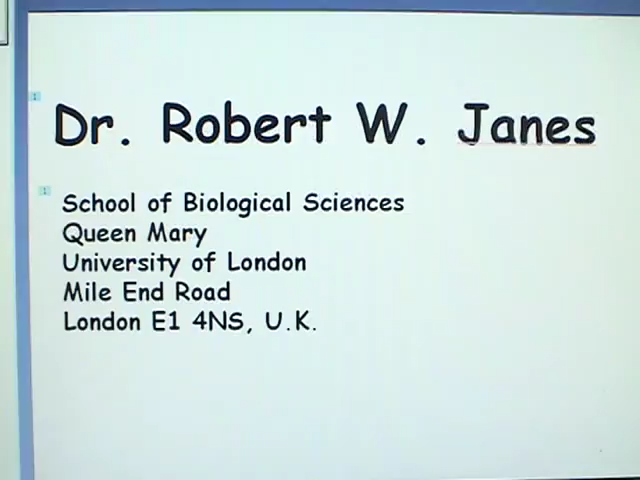 Dr. Robert W. Janes
School of Biological Sciences
Queen Mary
University of London
Mile End Road
London E1 4NS, U.K.